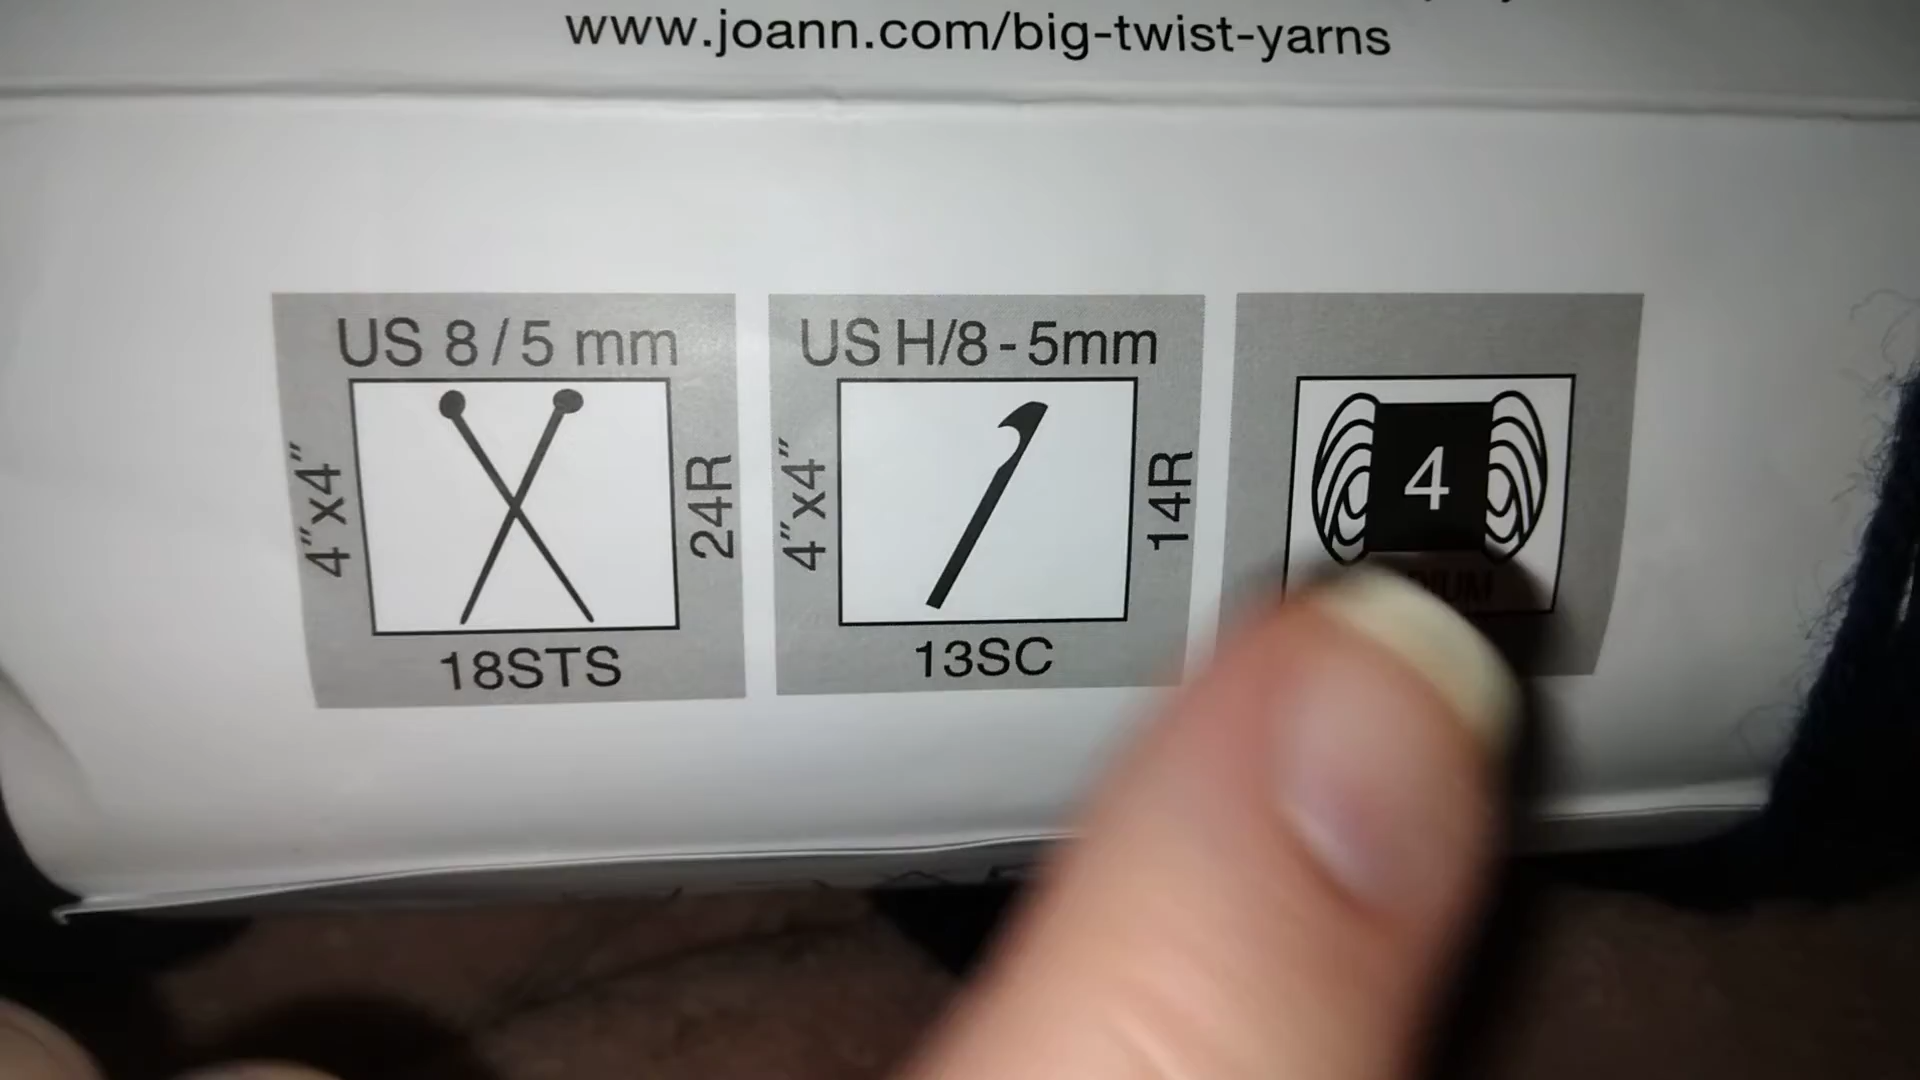 www.joann.com/big-twist-yarns
US 8/5 mm
4"x4"
24R
18STS
US H/8-5mm
4"x4"
14R
13SC
4